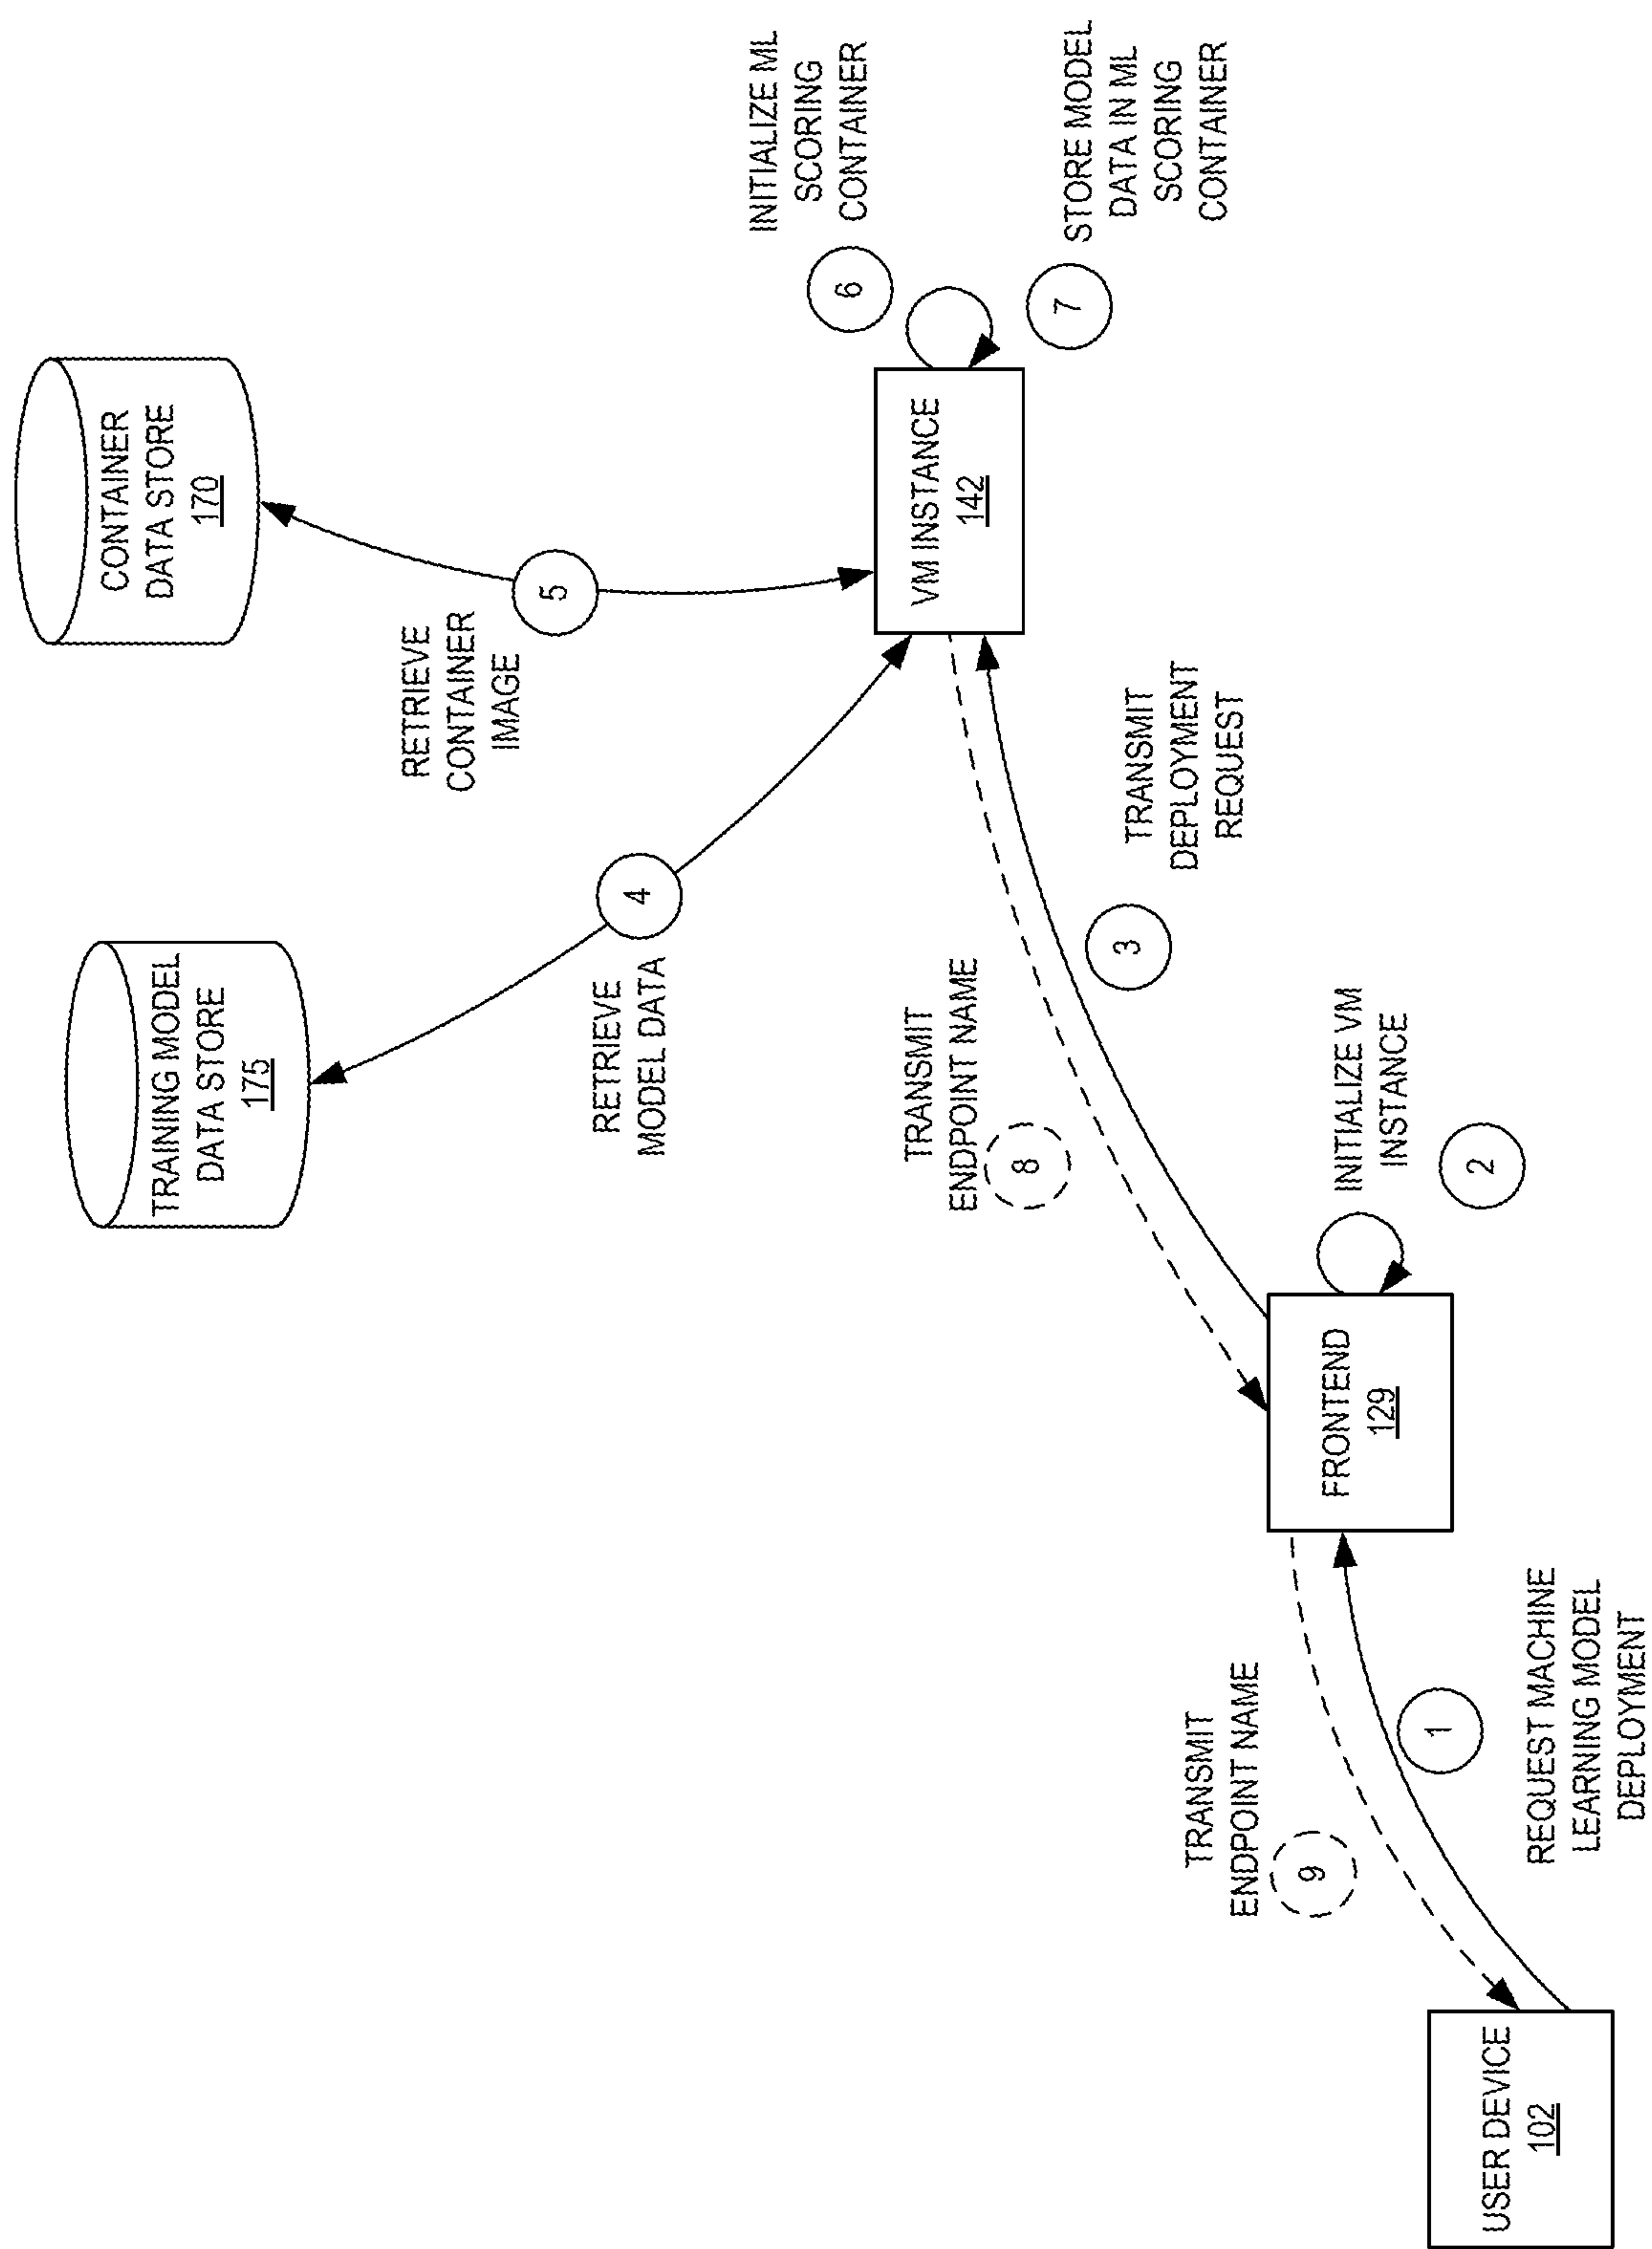 TRAINING MODEL
DATA STORE
175
CONTAINER
DATA STORE
170
RETRIEVE
MODEL DATA
4
RETRIEVE
CONTAINER
IMAGE
5
INITIALIZE ML
SCORING
CONTAINER
6
VM INSTANCE
142
7
STORE MODEL
DATA IN ML
SCORING
CONTAINER
TRANSMIT
ENDPOINT NAME
8
3
TRANSMIT
DEPLOYMENT
REQUEST
TRANSMIT
ENDPOINT NAME
9
FRONTEND
129
INITIALIZE VM
INSTANCE
2
1
REQUEST MACHINE
LEARNING MODEL
DEPLOYMENT
USER DEVICE
102